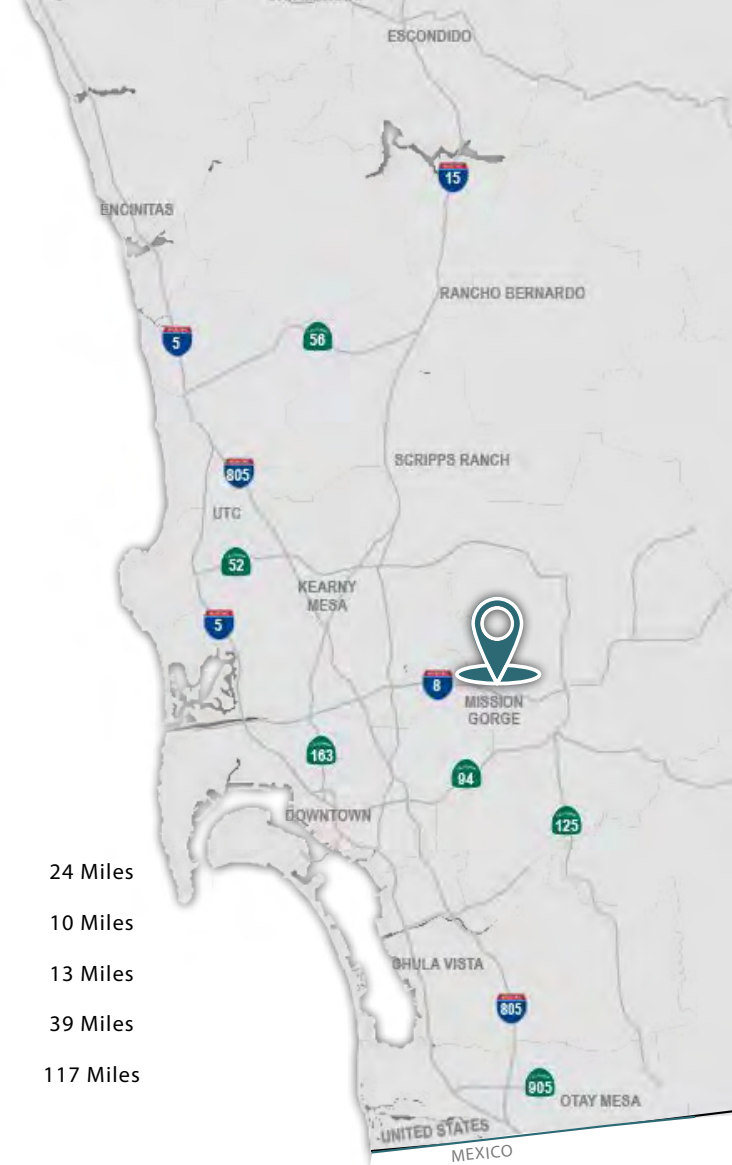 ESCONDIDO
15
ENCINITAS
RANCHO BERNARDO
5
56
SCRIPPS RANCH
805
UTC
52
KEARNY
MESA
5
8
MISSION
GORGE
163
94
DOWNTOWN
125
24 Miles
10 Miles
CHULA VISTA
13 Miles
805
39 Miles
117 Miles
905
OTAY MESA
UNITED STATES
MEXICO